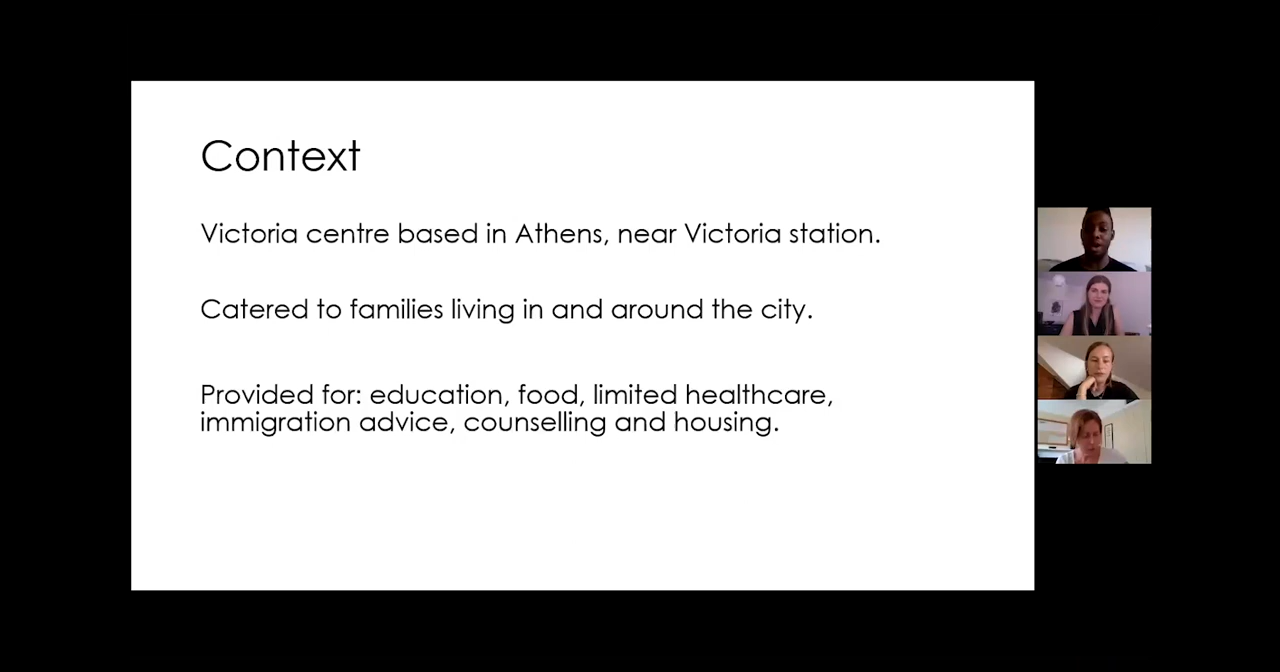 Context
Victoria centre based in Athens, near Victoria station.
Catered to families living in and around the city.
Provided for: education, food, limited healthcare,
immigration advice, counselling and housing.